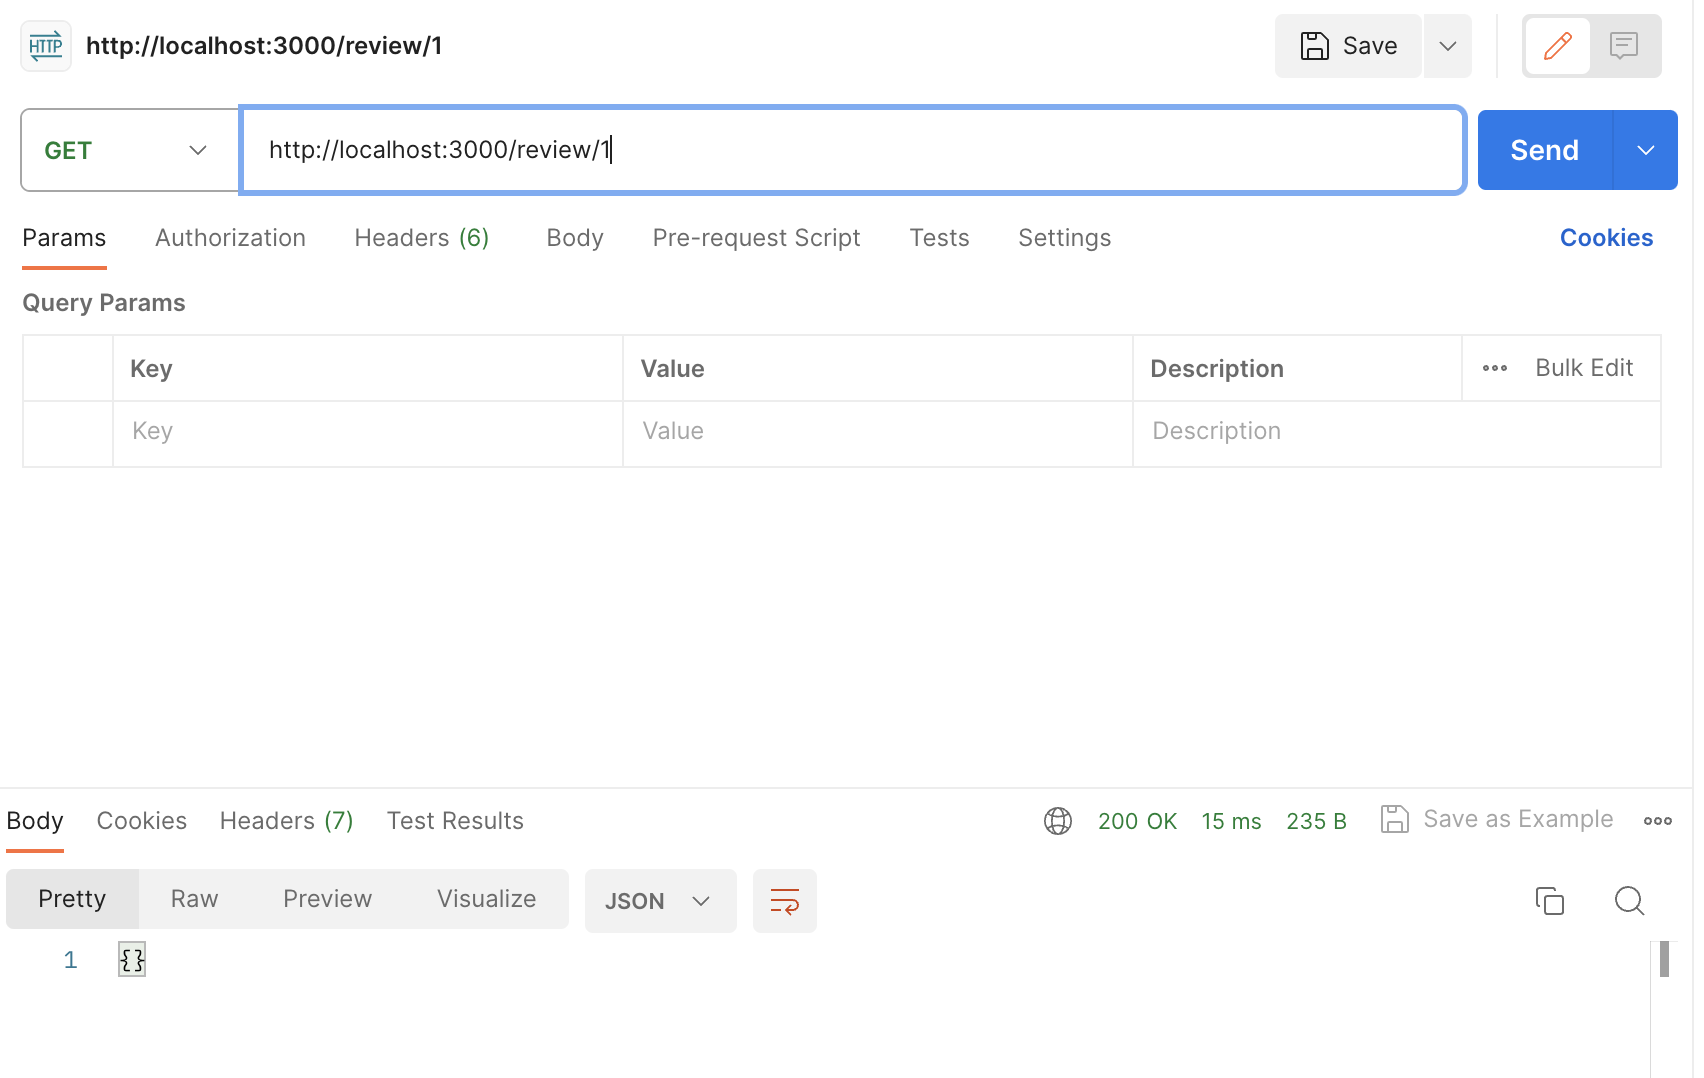 HTTP http://localhost:3000/review/1 Save
GET http://localhost:3000/review/1 Send
Params Authorization Headers (6) Body Pre-request Script Tests Settings Cookies
Query Params
Key Value Description Bulk Edit
Key Value Description
Body Cookies Headers (7) Test Results 200 OK 15 ms 235 B Save as Example
Pretty Raw Preview Visualize JSON
1 {}